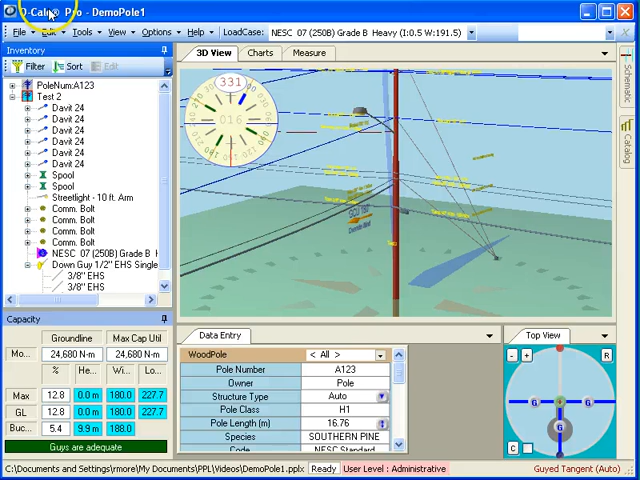 -Calc® Pro - DemoPole1
File Edit Tools View Options Help LoadCase: NESC 07 (250B) Grade B Heavy (I:0.5 W:191.5)
Inventory
Filter Sort Edit
PoleNum:A123
Test 2
Davit 24
Davit 24
Davit 24
Davit 24
Davit 24
Davit 24
Spool
Spool
Streetlight - 10 ft. Arm
Comm. Bolt
Comm. Bolt
Comm. Bolt
Comm. Bolt
NESC 07 (250B) Grade B H
Down Guy 1/2" EHS Single
3/8" EHS
3/8" EHS
3D View Charts Measure
331
016
Schematic
Catalog
Capacity
Groundline Max Cap Util
Mo... 24,680 N-m 24,680 N-m
% He... Wi... Lo...
Max 12.8 0.0 m 180.0 227.7
GL 12.8 0.0 m 180.0 227.7
Buc... 5.4 9.9 m 188.0
Guys are adequate
Data Entry
WoodPole < All >
Pole Number A123
Owner Pole
Structure Type Auto
Pole Class H1
Pole Length (m) 16.76
Species SOUTHERN PINE
NESC Standard
Top View
- + R
G G
G
C
C:\Documents and Settings\rmore\My Documents\PPL\Videos\DemoPole1.pplx Ready User Level : Administrative Guyed Tangent (Auto)